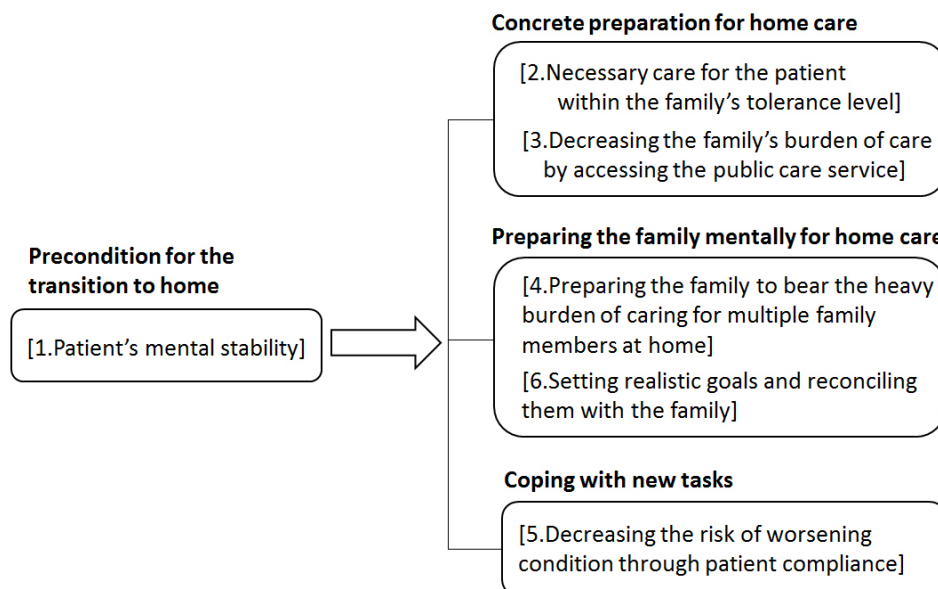 Concrete preparation for home care
[2.Necessary care for the patient
within the family’s tolerance level]
[3.Decreasing the family’s burden of care
by accessing the public care service]
Precondition for the
transition to home
[1.Patient’s mental stability]
Preparing the family mentally for home care
[4.Preparing the family to bear the heavy
burden of caring for multiple family
members at home]
[6.Setting realistic goals and reconciling
them with the family]
Coping with new tasks
[5.Decreasing the risk of worsening
condition through patient compliance]